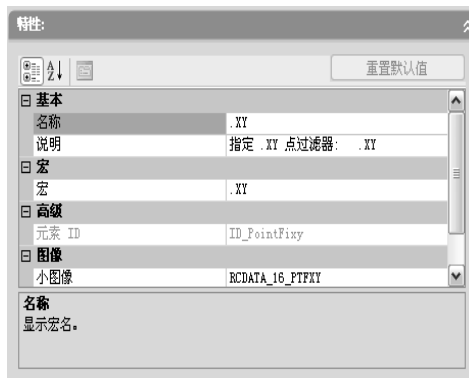 特性:
重置默认值
基本
名称 .XY
说明 指定 .XY 点过滤器: .XY
宏
宏 .XY
高级
元素 ID ID_PointFixy
图像
小图像 RCDATA_16_PTFXY
名称
显示宏名。